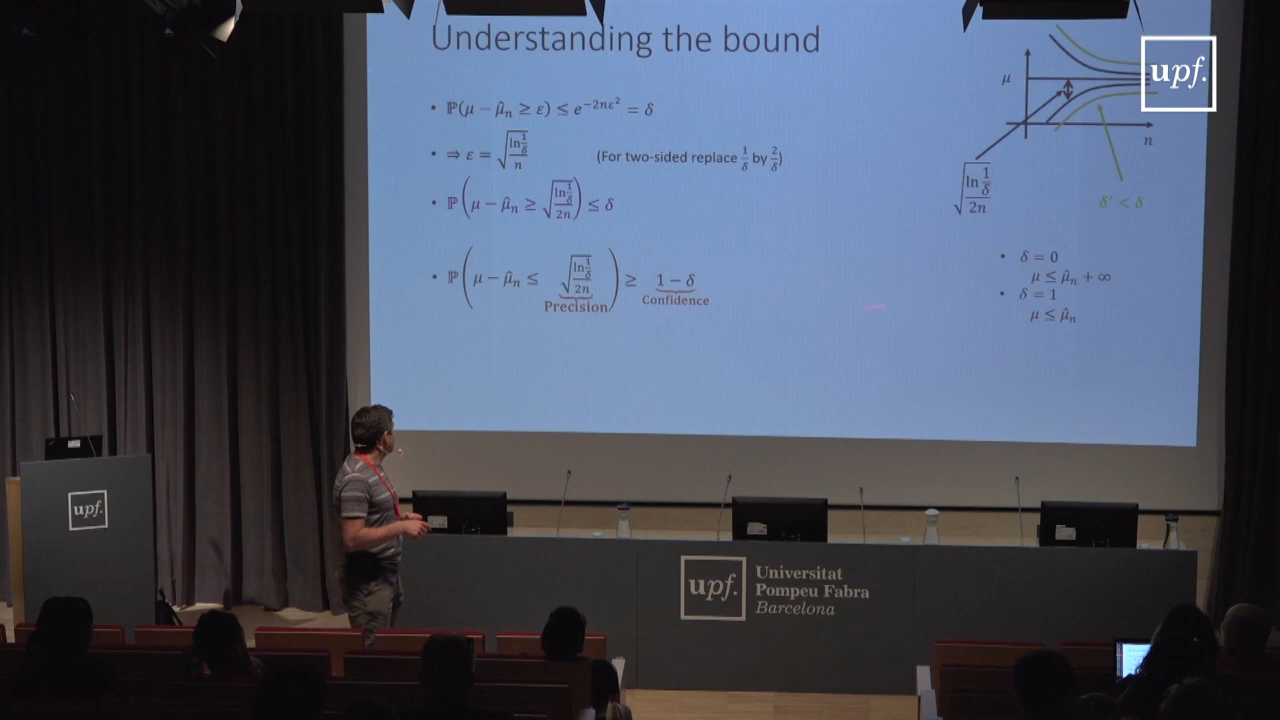 Understanding the bound
• ℙ(μ − μ̂ₙ ≥ ε) ≤ e^{−2nε²} = δ
• ⇒ ε = √(ln(1/δ)/n) (For two-sided replace 1/δ by 2/δ)
• ℙ(μ − μ̂ₙ ≥ √(ln(1/δ)/2n)) ≤ δ
• ℙ(μ − μ̂ₙ ≤ √(ln(1/δ)/2n)) ≥ 1 − δ
Precision Confidence
μ
n
√(ln(1/δ)/2n)
δ′ < δ
• δ = 0
μ ≤ μ̂ₙ + ∞
• δ = 1
μ ≤ μ̂ₙ
upf.
upf.
upf.
Universitat
Pompeu Fabra
Barcelona